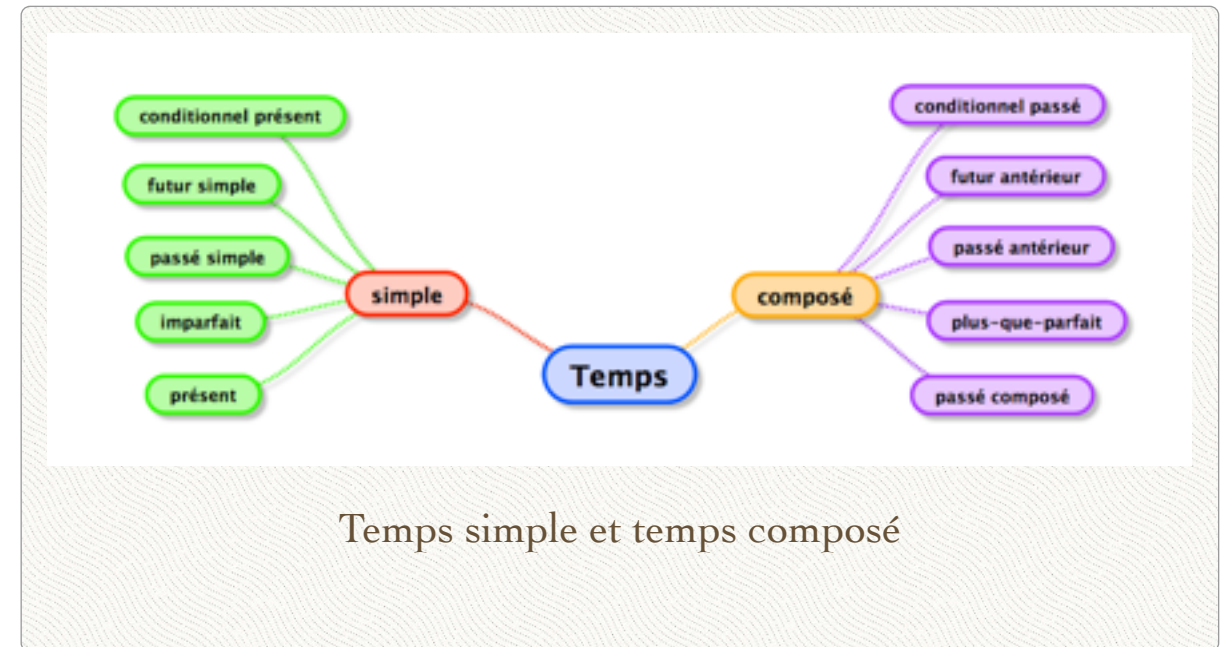 conditionnel présent
futur simple
passé simple
imparfait
présent
simple
Temps
composé
conditionnel passé
futur antérieur
passé antérieur
plus-que-parfait
passé composé
Temps simple et temps composé